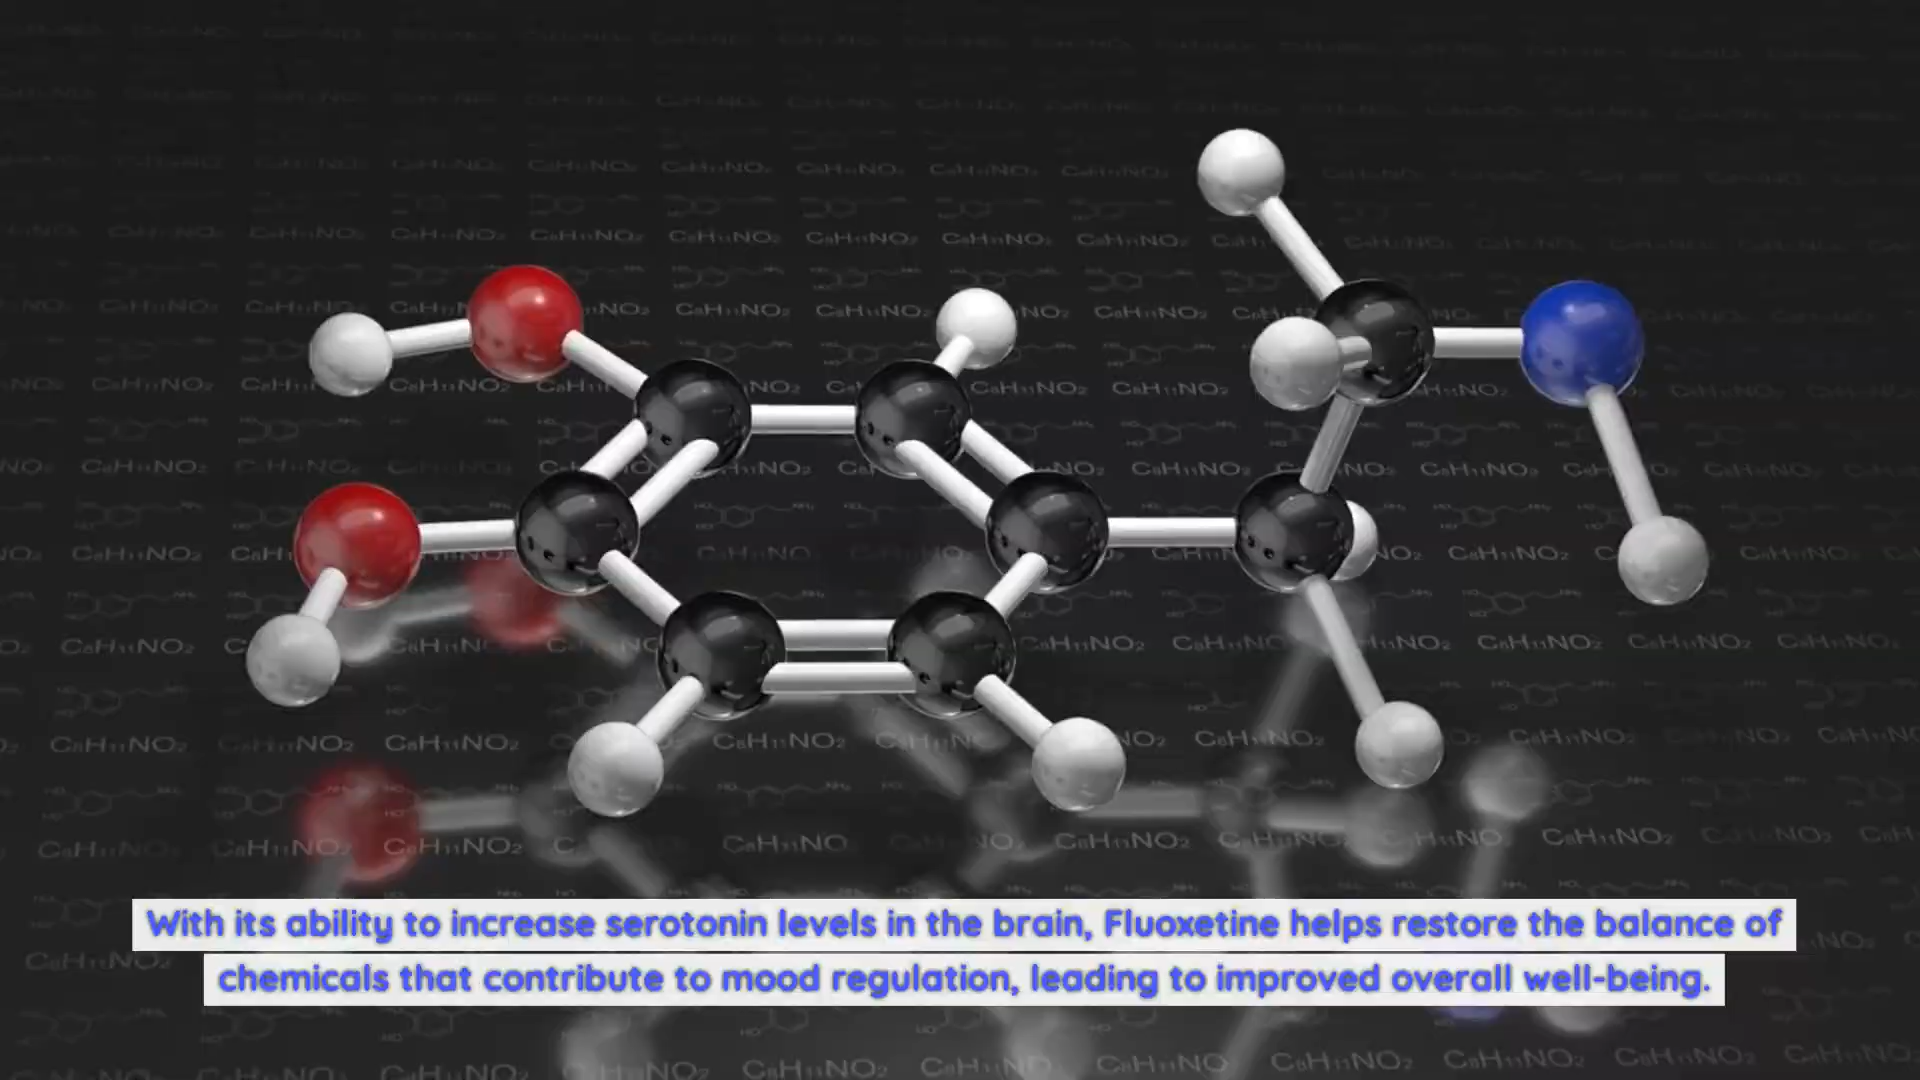 With its ability to increase serotonin levels in the brain, Fluoxetine helps restore the balance of
chemicals that contribute to mood regulation, leading to improved overall well-being.
C₈H₁₁NO₂